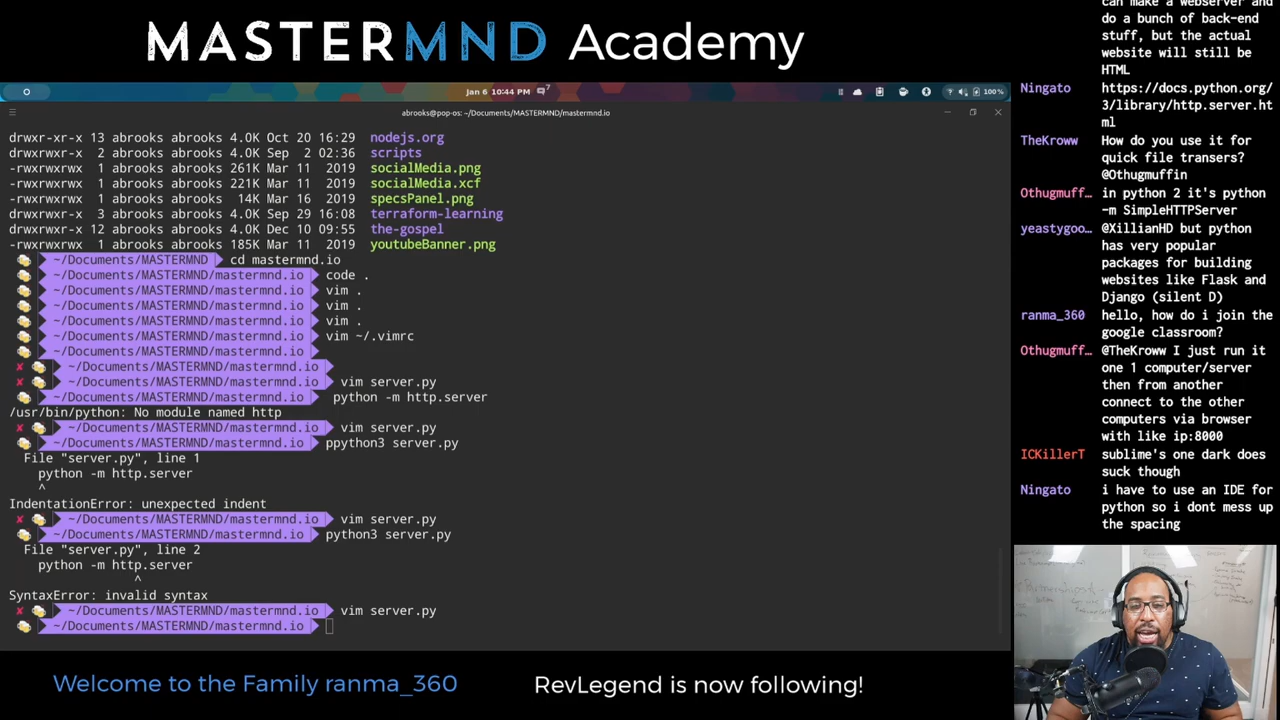 MASTERMND Academy
Jan 6 10:44 PM
7
100%
abrooks@pop-os: ~/Documents/MASTERMND/mastermnd.io
drwxr-xr-x 13 abrooks abrooks 4.0K Oct 20 16:29 nodejs.org
drwxrwxr-x 2 abrooks abrooks 4.0K Sep 2 02:36 scripts
-rwxrwxrwx 1 abrooks abrooks 261K Mar 11 2019 socialMedia.png
-rwxrwxrwx 1 abrooks abrooks 221K Mar 11 2019 socialMedia.xcf
-rwxrwxrwx 1 abrooks abrooks 14K Mar 16 2019 specsPanel.png
drwxrwxr-x 3 abrooks abrooks 4.0K Sep 29 16:08 terraform-learning
drwxrwxr-x 12 abrooks abrooks 4.0K Dec 10 09:55 the-gospel
-rwxrwxrwx 1 abrooks abrooks 185K Mar 11 2019 youtubeBanner.png
~/Documents/MASTERMND cd mastermnd.io
~/Documents/MASTERMND/mastermnd.io code .
~/Documents/MASTERMND/mastermnd.io vim .
~/Documents/MASTERMND/mastermnd.io vim .
~/Documents/MASTERMND/mastermnd.io vim .
~/Documents/MASTERMND/mastermnd.io vim ~/.vimrc
~/Documents/MASTERMND/mastermnd.io
✘ ~/Documents/MASTERMND/mastermnd.io
✘ ~/Documents/MASTERMND/mastermnd.io vim server.py
~/Documents/MASTERMND/mastermnd.io python -m http.server
/usr/bin/python: No module named http
✘ ~/Documents/MASTERMND/mastermnd.io vim server.py
~/Documents/MASTERMND/mastermnd.io ppython3 server.py
File "server.py", line 1
python -m http.server
^
IndentationError: unexpected indent
✘ ~/Documents/MASTERMND/mastermnd.io vim server.py
~/Documents/MASTERMND/mastermnd.io python3 server.py
File "server.py", line 2
python -m http.server
^
SyntaxError: invalid syntax
✘ ~/Documents/MASTERMND/mastermnd.io vim server.py
~/Documents/MASTERMND/mastermnd.io
can make a webserver and
do a bunch of back-end
stuff, but the actual
website will still be
HTML
Ningato https://docs.python.org/
3/library/http.server.ht
ml
TheKroww How do you use it for
quick file transers?
@Othugmuffin
Othugmuff… in python 2 it's python
-m SimpleHTTPServer
yeastygoo… @XillianHD but python
has very popular
packages for building
websites like Flask and
Django (silent D)
ranma_360 hello, how do i join the
google classroom?
Othugmuff… @TheKroww I just run it
one 1 computer/server
then from another
connect to the other
computers via browser
with like ip:8000
ICKillerT sublime's one dark does
suck though
Ningato i have to use an IDE for
python so i dont mess up
the spacing
Welcome to the Family ranma_360
RevLegend is now following!